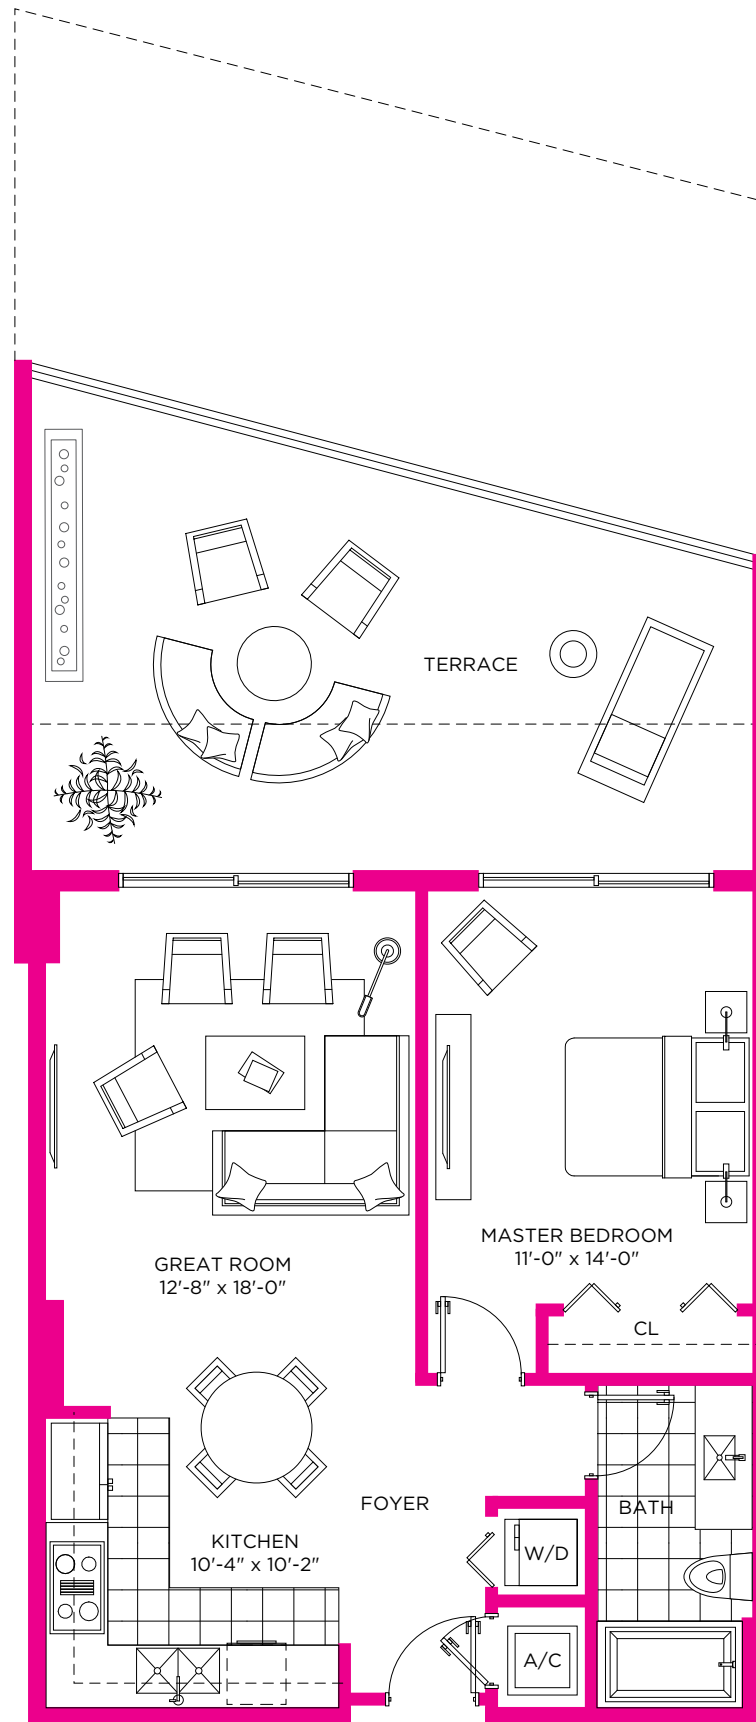 TERRACE
MASTER BEDROOM
11'-0" x 14'-0"
GREAT ROOM
12'-8" x 18'-0"
CL
FOYER
BATH
KITCHEN
10'-4" x 10'-2"
W/D
A/C